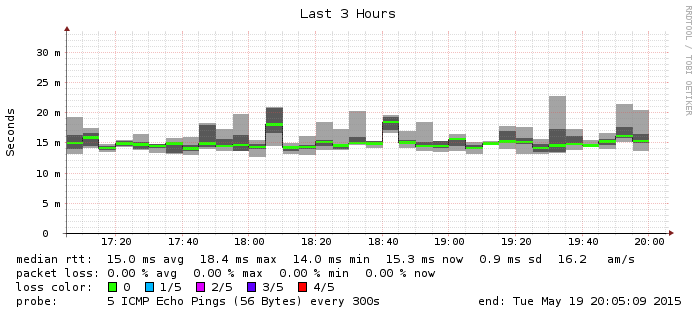 Last 3 Hours
RRDTOOL / TOBI OETIKER
Seconds
30 m
25 m
20 m
15 m
10 m
5 m
0
17:20 17:40 18:00 18:20 18:40 19:00 19:20 19:40 20:00
median rtt: 15.0 ms avg 18.4 ms max 14.0 ms min 15.3 ms now 0.9 ms sd 16.2 am/s
packet loss: 0.00 % avg 0.00 % max 0.00 % min 0.00 % now
loss color: 0 1/5 2/5 3/5 4/5
probe: 5 ICMP Echo Pings (56 Bytes) every 300s end: Tue May 19 20:05:09 2015